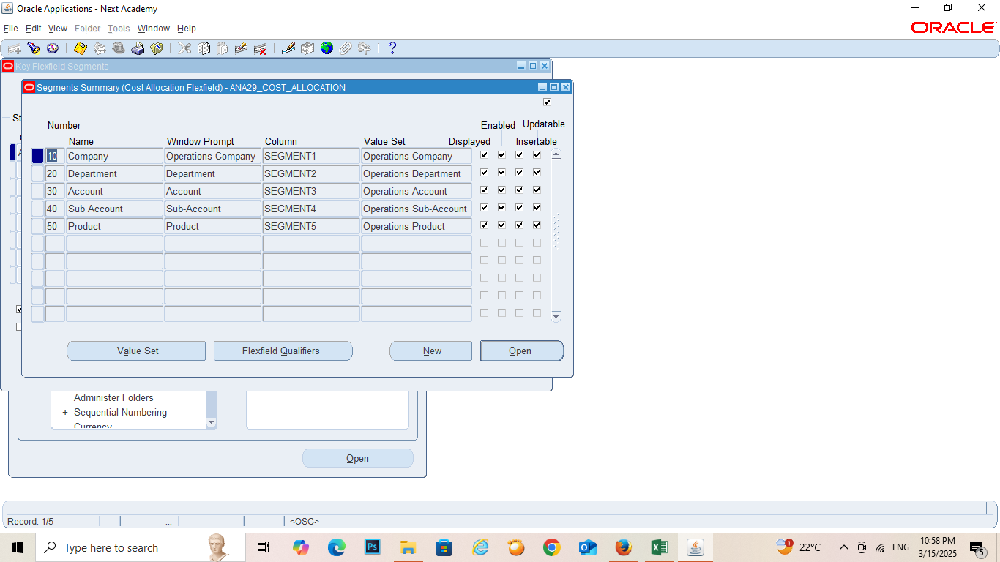 Oracle Applications - Next Academy
File Edit View Folder Tools Window Help
ORACLE
Key Flexfield Segments
Segments Summary (Cost Allocation Flexfield) - ANA29_COST_ALLOCATION
St
Number
Enabled Updatable
Name Window Prompt Column Value Set Displayed Insertable
10 Company Operations Company SEGMENT1 Operations Company
20 Department Department SEGMENT2 Operations Department
30 Account Account SEGMENT3 Operations Account
40 Sub Account Sub-Account SEGMENT4 Operations Sub-Account
50 Product Product SEGMENT5 Operations Product
Value Set Flexfield Qualifiers New Open
Administer Folders
+ Sequential Numbering
Currency
Open
Record: 1/5 ... <OSC>
Type here to search
Ps
1
22°C
ENG
10:58 PM
3/15/2025
5